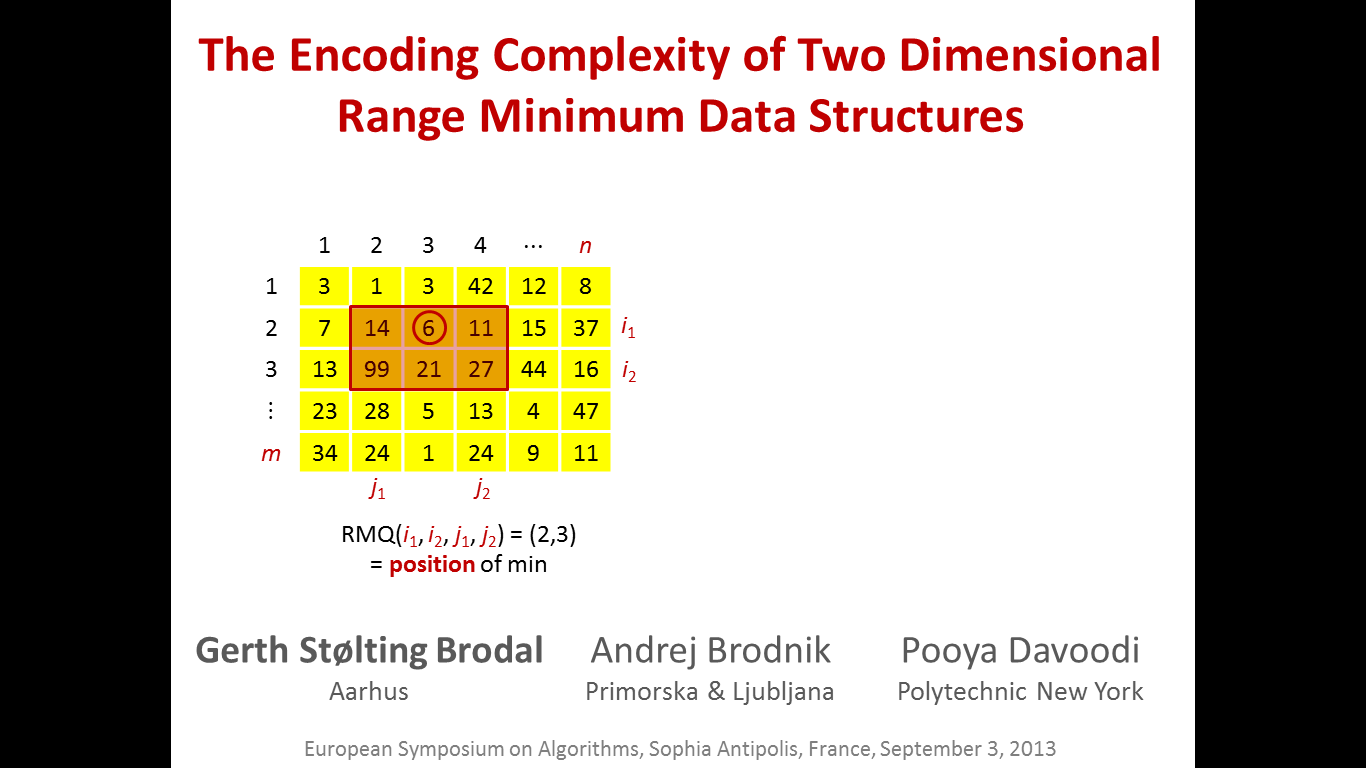 The Encoding Complexity of Two Dimensional
Range Minimum Data Structures
1 2 3 4 ⋯ n
1 3 1 3 42 12 8
2 7 14 6 11 15 37 i1
3 13 99 21 27 44 16 i2
⋮ 23 28 5 13 4 47
m 34 24 1 24 9 11
j1 j2
RMQ(i1, i2, j1, j2) = (2,3)
= position of min
Gerth Stølting Brodal Andrej Brodnik Pooya Davoodi
Aarhus Primorska & Ljubljana Polytechnic New York
European Symposium on Algorithms, Sophia Antipolis, France, September 3, 2013